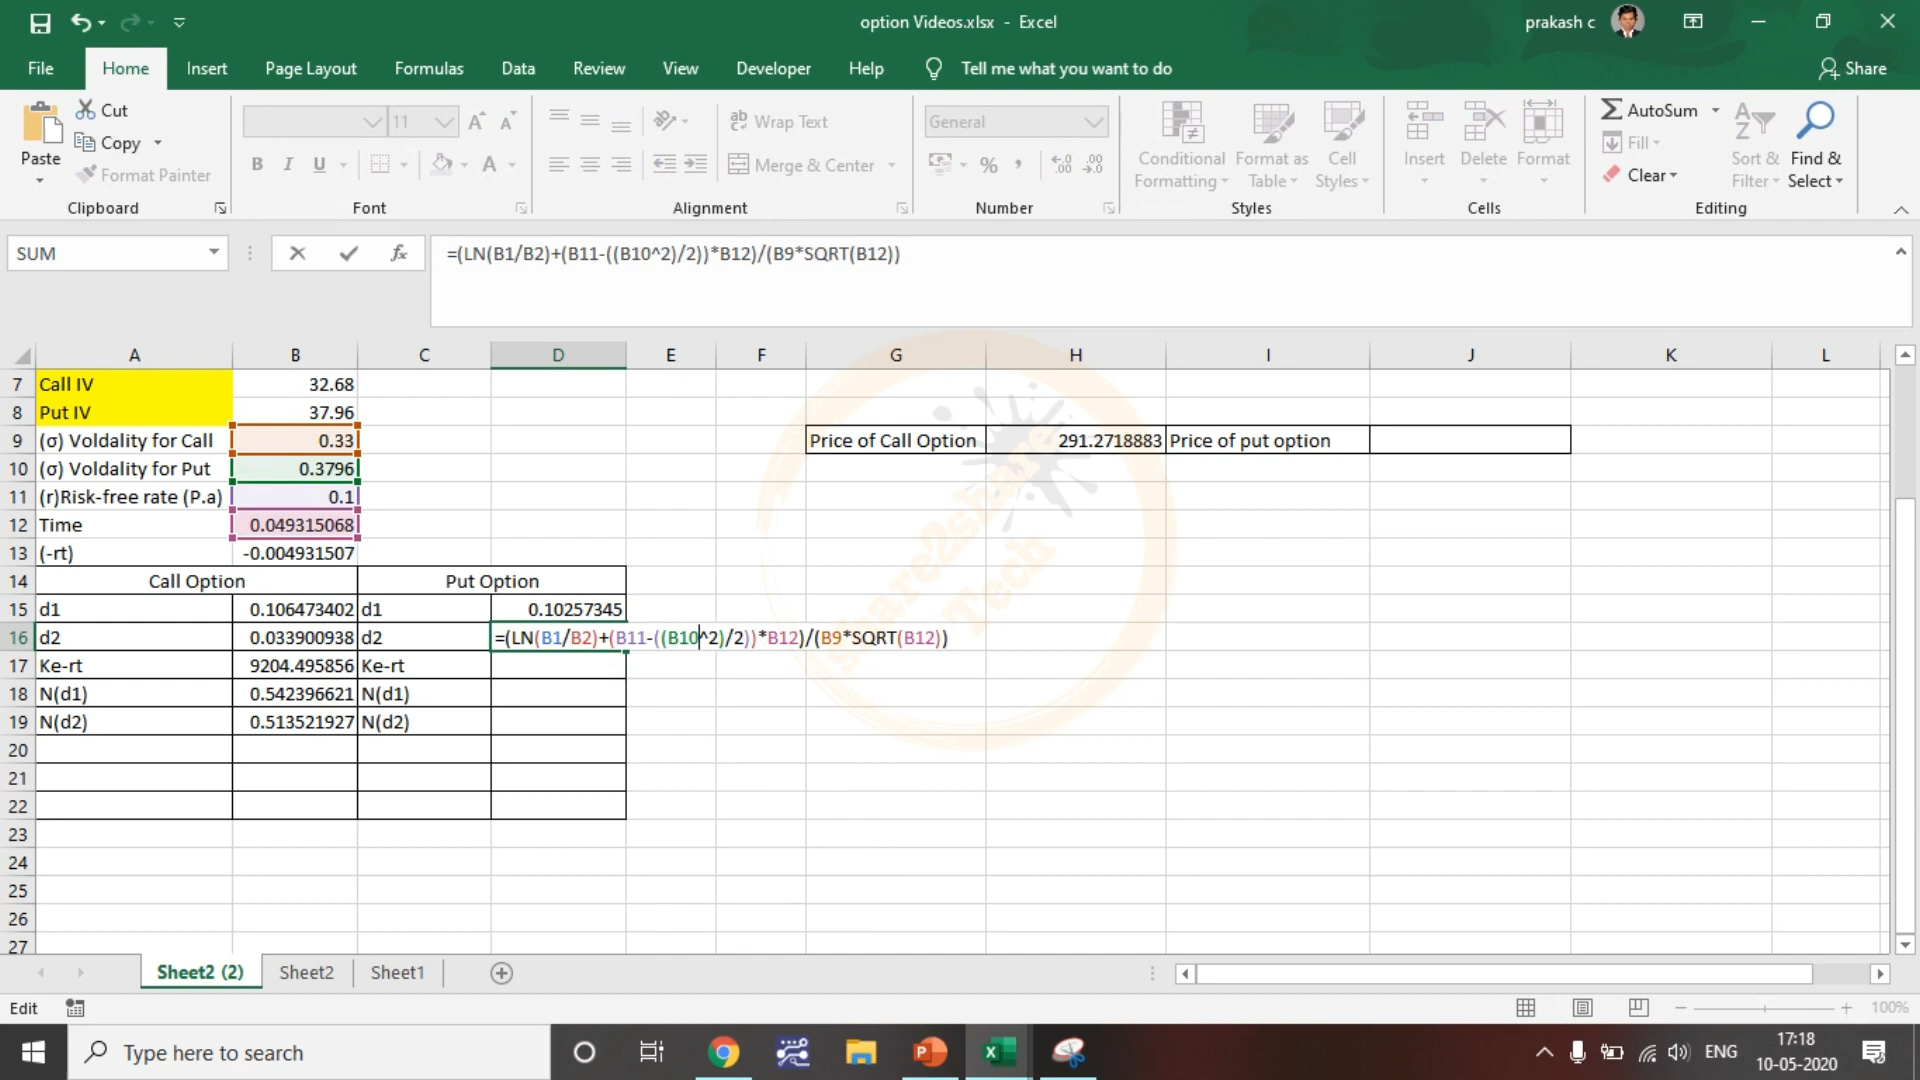 option Videos.xlsx - Excel
prakash c
File Home Insert Page Layout Formulas Data Review View Developer Help Tell me what you want to do Share
Paste
Cut
Copy
Format Painter
Clipboard
11
B I U
Font
Wrap Text
Merge & Center
Alignment
General
Number
Conditional Formatting
Format as Table
Cell Styles
Styles
Insert Delete Format
Cells
AutoSum
Fill
Clear
Sort & Filter
Find & Select
Editing
SUM
fx
=(LN(B1/B2)+(B11-((B10^2)/2))*B12)/(B9*SQRT(B12))
A B C D E F G H I J K L
7 Call IV 32.68
8 Put IV 37.96
9 (σ) Voldality for Call 0.33 Price of Call Option 291.2718883 Price of put option
10 (σ) Voldality for Put 0.3796
11 (r)Risk-free rate (P.a) 0.1
12 Time 0.049315068
13 (-rt) -0.004931507
14 Call Option Put Option
15 d1 0.106473402 d1 0.10257345
16 d2 0.033900938 d2 =(LN(B1/B2)+(B11-((B10^2)/2))*B12)/(B9*SQRT(B12))
17 Ke-rt 9204.495856 Ke-rt
18 N(d1) 0.542396621 N(d1)
19 N(d2) 0.513521927 N(d2)
20
21
22
23
24
25
26
27
share2share
Tech
Sheet2 (2) Sheet2 Sheet1
Edit
100%
Type here to search
ENG
17:18
10-05-2020